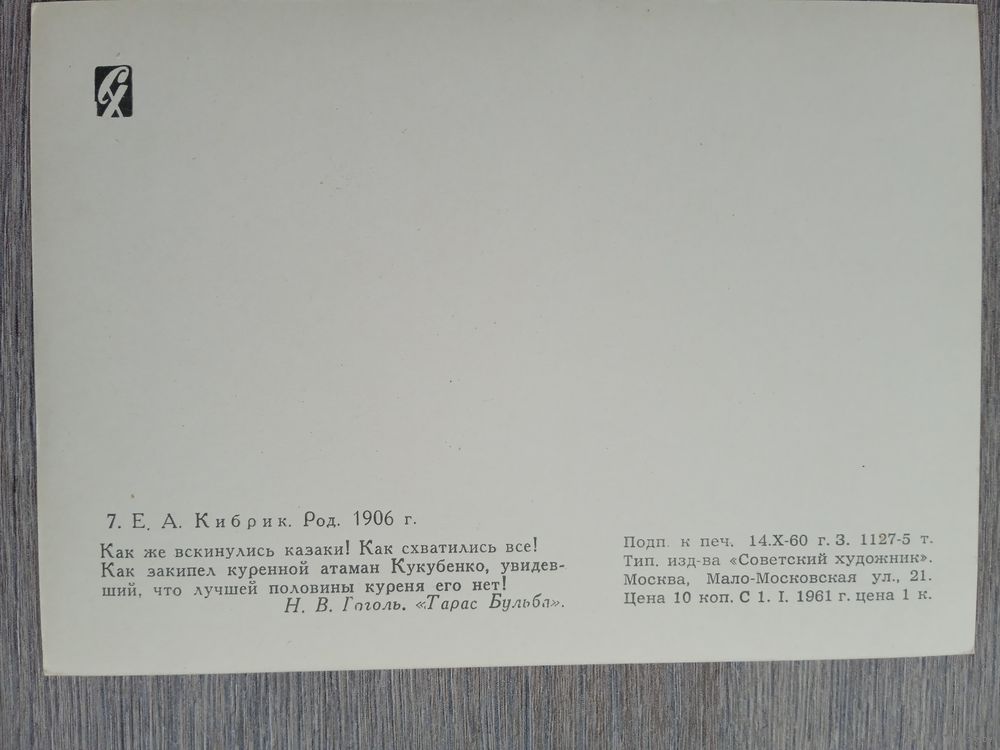 СХ
7. Е. А. Кибрик. Род. 1906 г.
Как же вскинулись казаки! Как схватились все!
Как закипел куренной атаман Кукубенко, увидев-
ший, что лучшей половины куреня его нет!
Н. В. Гоголь. «Тарас Бульба».
Подп. к печ. 14.X-60 г. З. 1127-5 т.
Тип. изд-ва «Советский художник».
Москва, Мало-Московская ул., 21.
Цена 10 коп. С 1. I. 1961 г. цена 1 к.